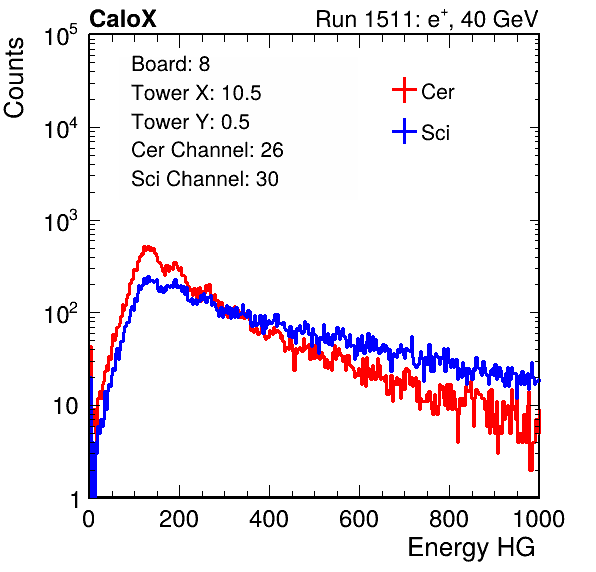 CaloX
Run 1511: e⁺, 40 GeV
Board: 8
Tower X: 10.5
Tower Y: 0.5
Cer Channel: 26
Sci Channel: 30
Cer
Sci
Counts
10⁵
10⁴
10³
10²
10
1
0 200 400 600 800 1000
Energy HG